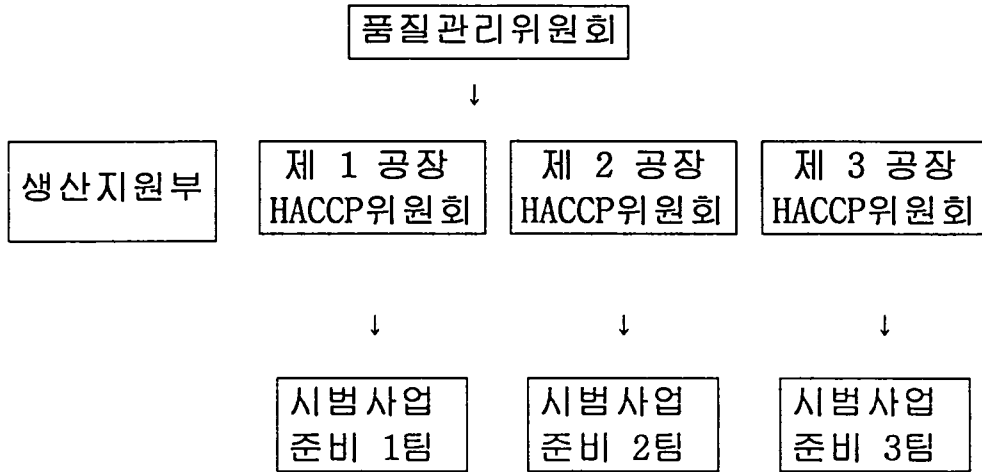 품질관리위원회
↓
생산지원부
제 1 공장
HACCP위원회
제 2 공장
HACCP위원회
제 3 공장
HACCP위원회
↓ ↓ ↓
시범사업
준비 1팀
시범사업
준비 2팀
시범사업
준비 3팀